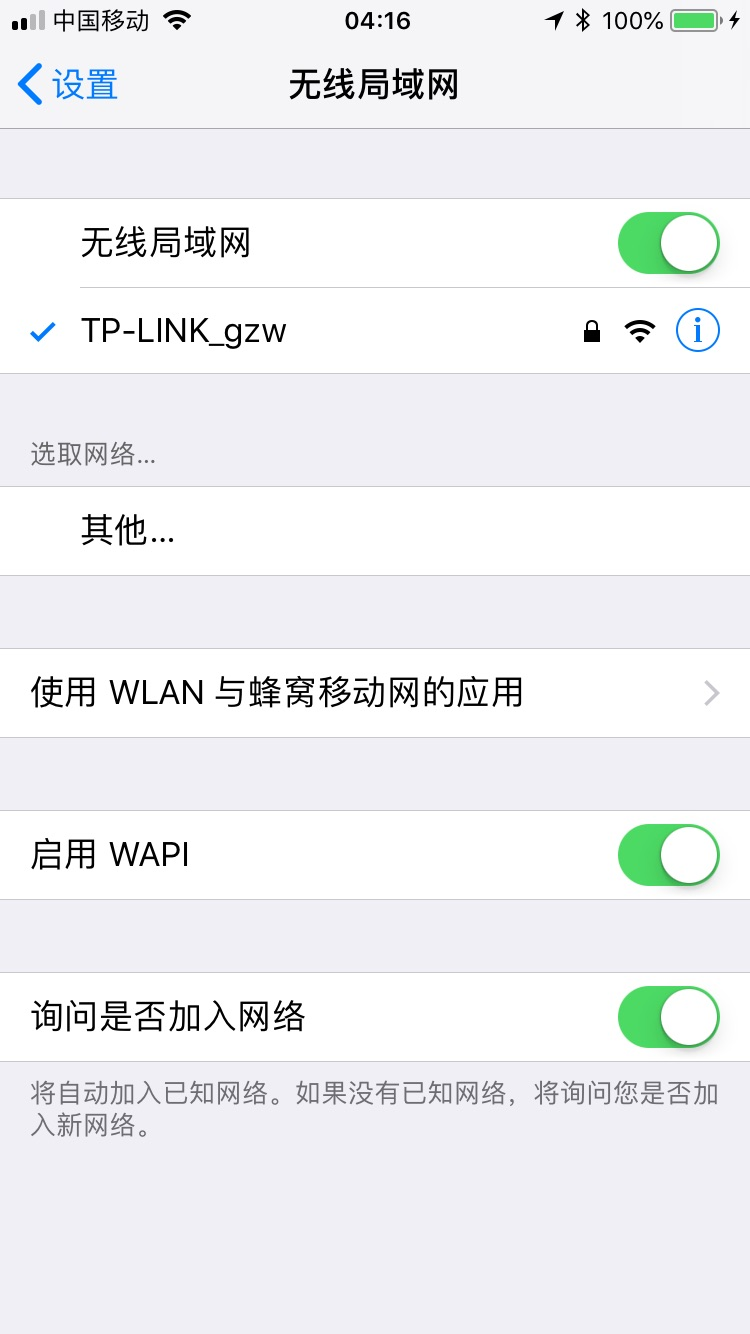 中国移动 04:16 100%
设置 无线局域网
无线局域网
TP-LINK_gzw
选取网络...
其他...
使用 WLAN 与蜂窝移动网的应用
启用 WAPI
询问是否加入网络
将自动加入已知网络。如果没有已知网络，将询问您是否加
入新网络。